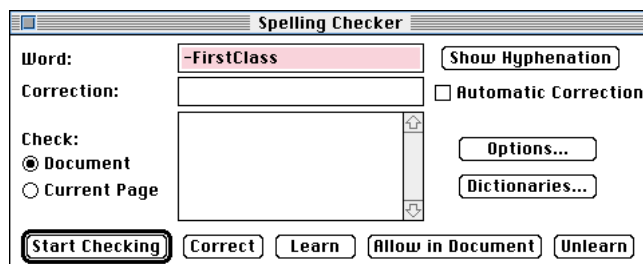 Spelling Checker
Word: -FirstClass Show Hyphenation
Correction: Automatic Correction
Check:
Document
Current Page
Options...
Dictionaries...
Start Checking Correct Learn Allow in Document Unlearn